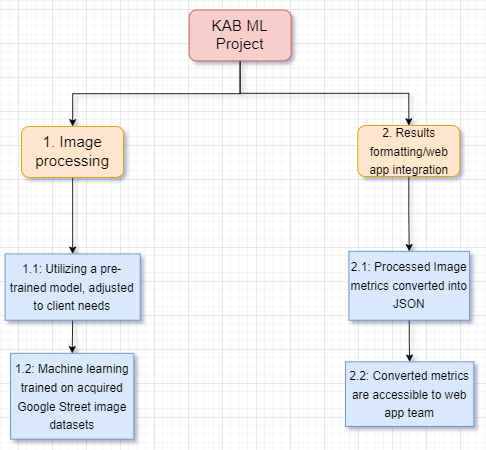 KAB ML
Project
1. Image
processing
2. Results
formatting/web
app integration
1.1: Utilizing a pre-
trained model, adjusted
to client needs
2.1: Processed Image
metrics converted into
JSON
1.2: Machine learning
trained on acquired
Google Street image
datasets
2.2: Converted metrics
are accessible to web
app team